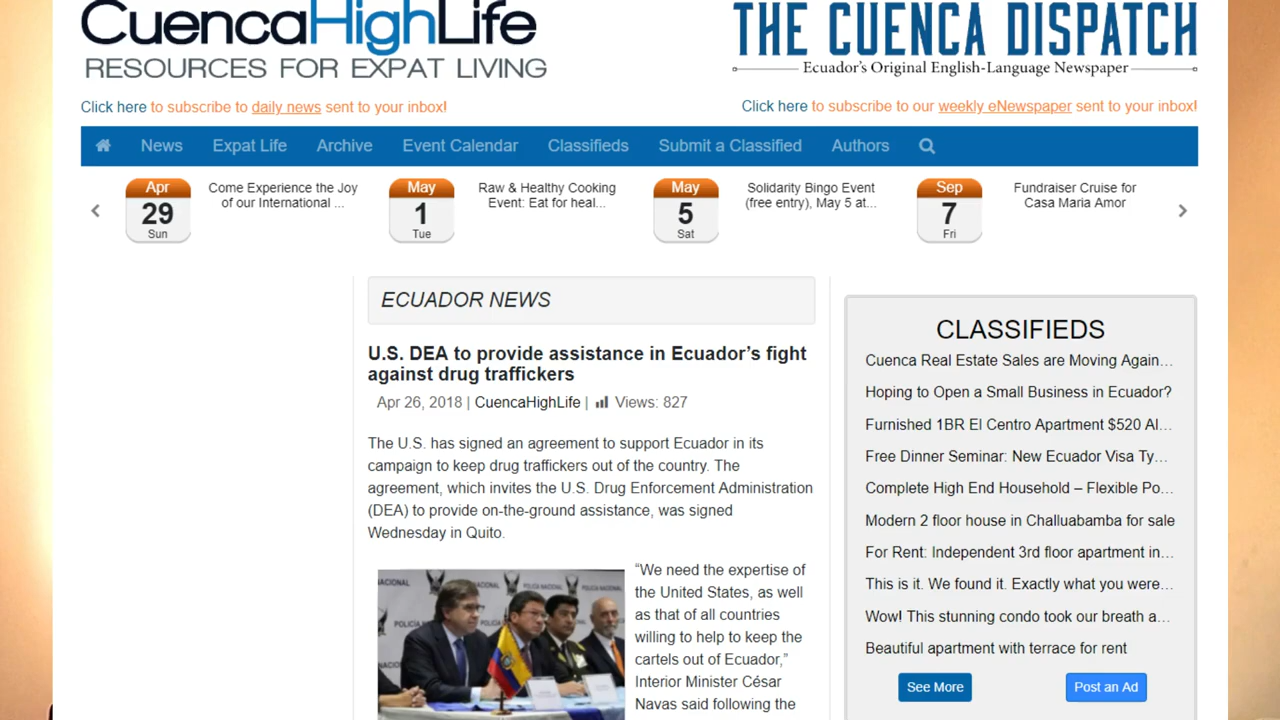 CuencaHighLife
RESOURCES FOR EXPAT LIVING
THE CUENCA DISPATCH
Ecuador's Original English-Language Newspaper
Click here to subscribe to daily news sent to your inbox!
Click here to subscribe to our weekly eNewspaper sent to your inbox!
News Expat Life Archive Event Calendar Classifieds Submit a Classified Authors
Apr
29
Sun
Come Experience the Joy
of our International ...
May
1
Tue
Raw & Healthy Cooking
Event: Eat for heal...
May
5
Sat
Solidarity Bingo Event
(free entry), May 5 at...
Sep
7
Fri
Fundraiser Cruise for
Casa Maria Amor
ECUADOR NEWS
U.S. DEA to provide assistance in Ecuador’s fight
against drug traffickers
Apr 26, 2018 | CuencaHighLife | Views: 827
The U.S. has signed an agreement to support Ecuador in its
campaign to keep drug traffickers out of the country. The
agreement, which invites the U.S. Drug Enforcement Administration
(DEA) to provide on-the-ground assistance, was signed
Wednesday in Quito.
“We need the expertise of
the United States, as well
as that of all countries
willing to help to keep the
cartels out of Ecuador,”
Interior Minister César
Navas said following the
CLASSIFIEDS
Cuenca Real Estate Sales are Moving Again...
Hoping to Open a Small Business in Ecuador?
Furnished 1BR El Centro Apartment $520 Al...
Free Dinner Seminar: New Ecuador Visa Ty...
Complete High End Household – Flexible Po...
Modern 2 floor house in Challuabamba for sale
For Rent: Independent 3rd floor apartment in...
This is it. We found it. Exactly what you were...
Wow! This stunning condo took our breath a...
Beautiful apartment with terrace for rent
See More
Post an Ad